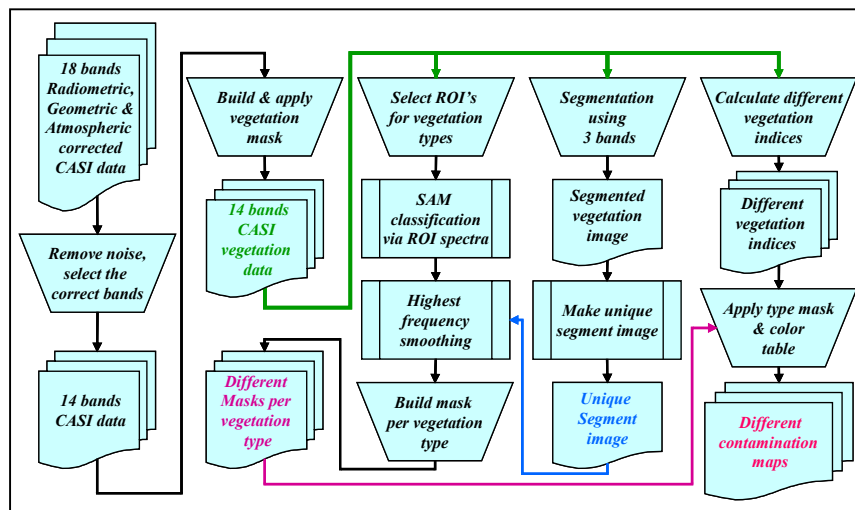 18 bands
Radiometric,
Geometric &
Atmospheric
corrected
CASI data
Remove noise,
select the
correct bands
14 bands
CASI data
Build & apply
vegetation
mask
14 bands
CASI
vegetation
data
Different
Masks per
vegetation
type
Select ROI's
for vegetation
types
SAM
classification
via ROI spectra
Highest
frequency
smoothing
Build mask
per vegetation
type
Segmentation
using
3 bands
Segmented
vegetation
image
Make unique
segment image
Unique
Segment
image
Calculate different
vegetation
indices
Different
vegetation
indices
Apply type mask
& color
table
Different
contamination
maps